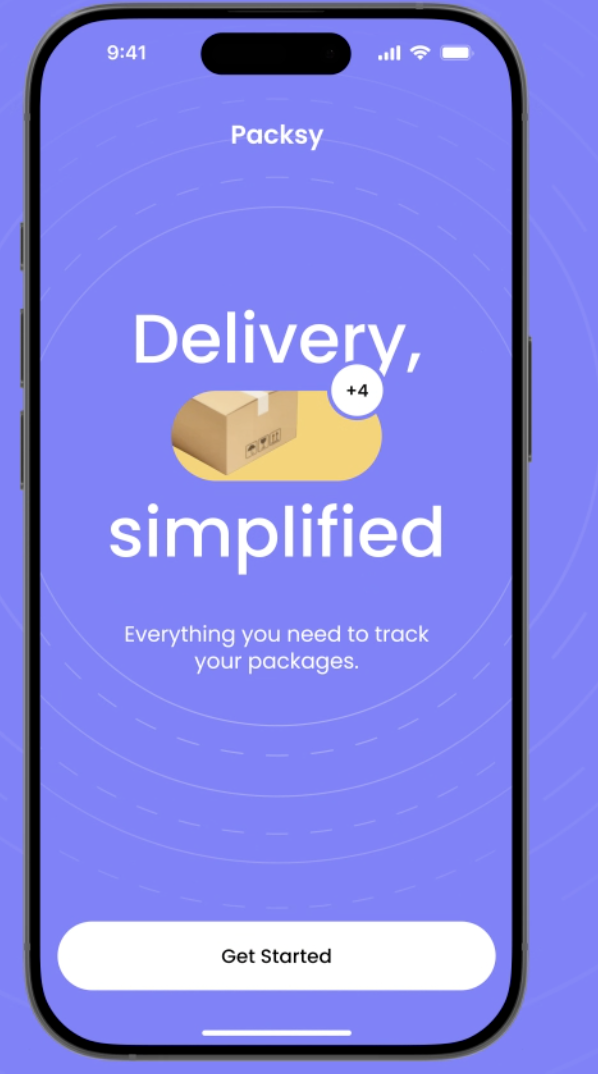 9:41
Packsy
Delivery,
+4
simplified
Everything you need to track
your packages.
Get Started